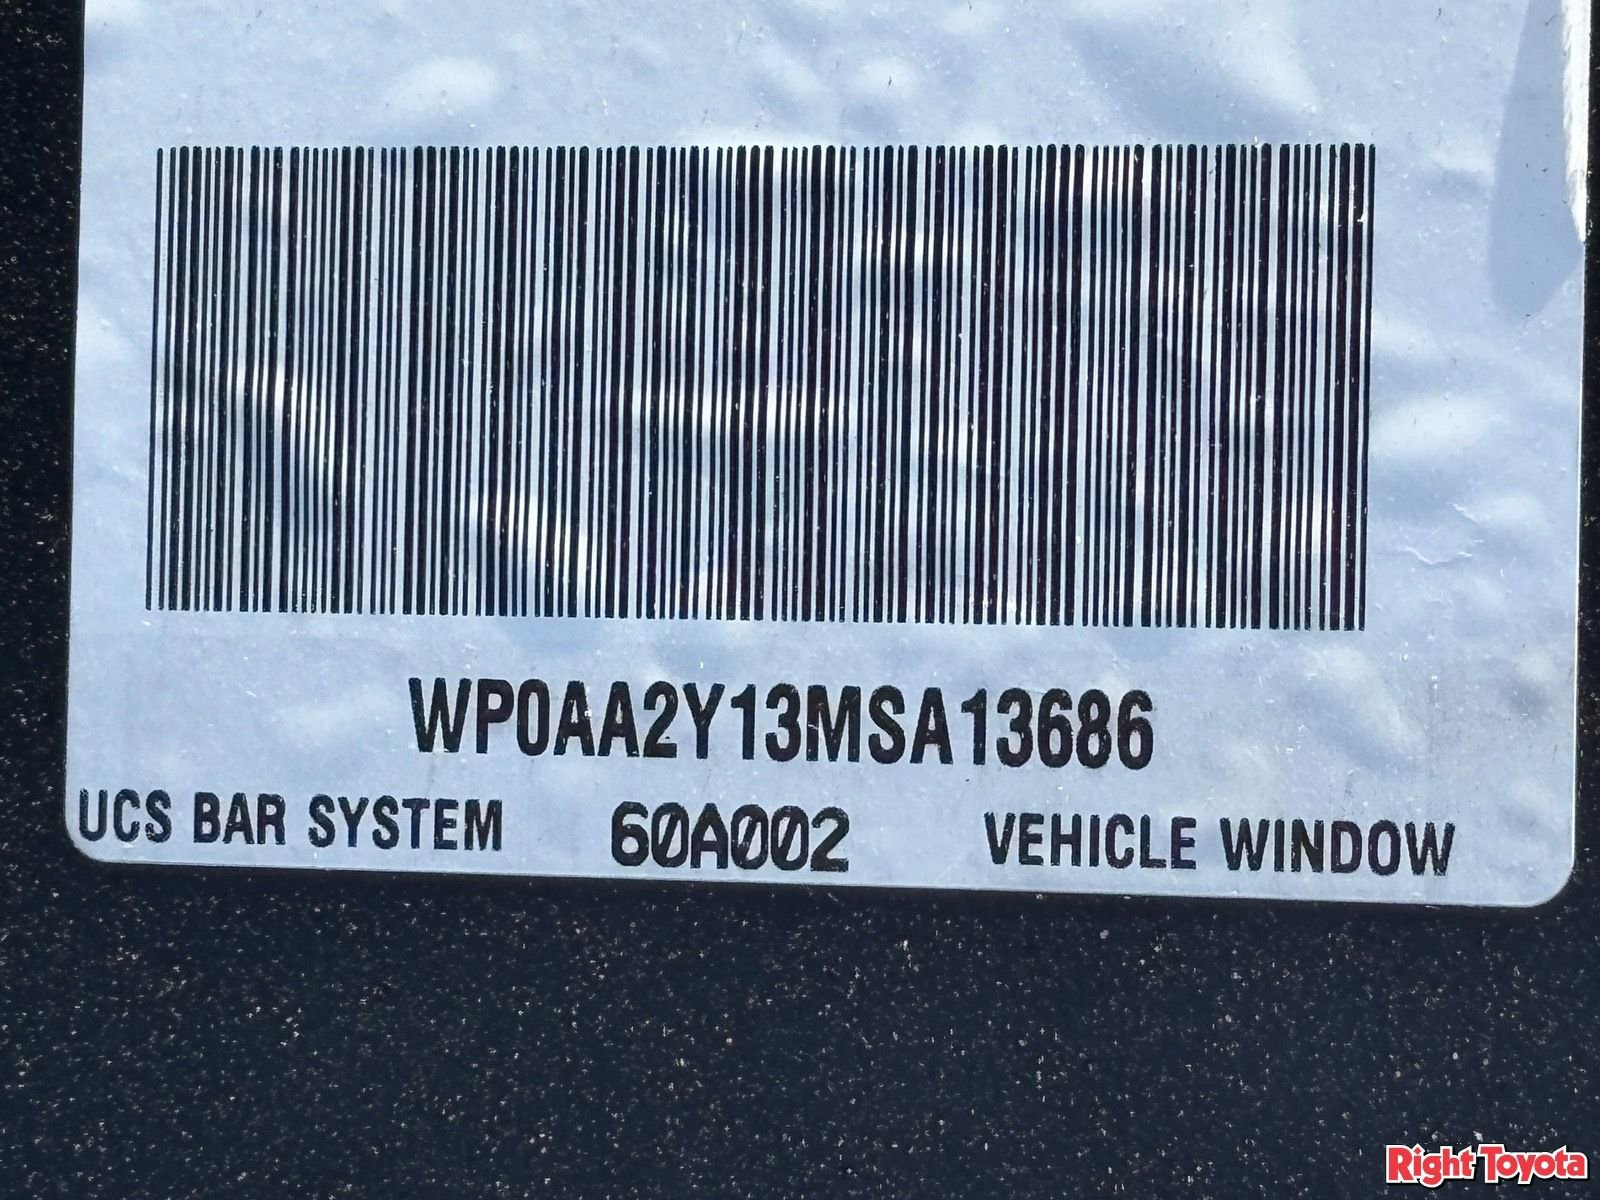 WP0AA2Y13MSA13686
UCS BAR SYSTEM 60A002 VEHICLE WINDOW
Right Toyota